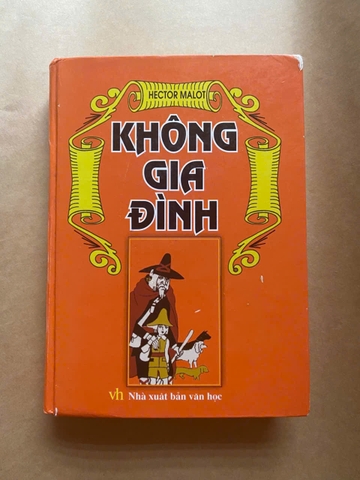 HECTOR MALOT
KHÔNG
GIA
ĐÌNH
vh Nhà xuất bản văn học